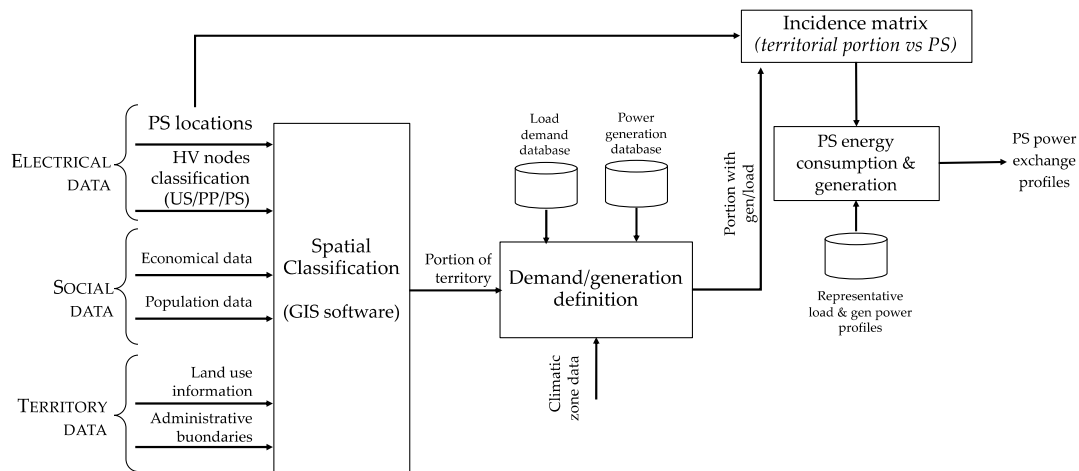 Incidence matrix
(territorial portion vs PS)
ELECTRICAL
DATA
PS locations
HV nodes
classification
(US/PP/PS)
SOCIAL
DATA
Economical data
Population data
TERRITORY
DATA
Land use
information
Administrative
buondaries
Spatial
Classification
(GIS software)
Portion of
territory
Load
demand
database
Power
generation
database
Demand/generation
definition
Climatic
zone data
Portion with
gen/load
PS energy
consumption &
generation
Representative
load & gen power
profiles
PS power
exchange
profiles